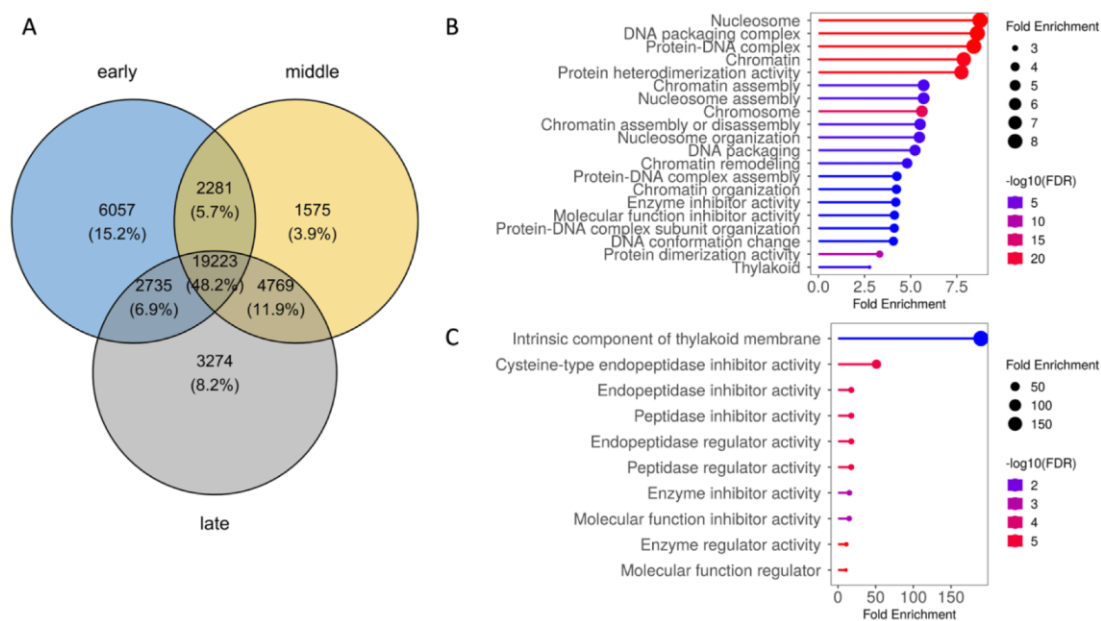 A
early
middle
2281
(5.7%)
6057
(15.2%)
1575
(3.9%)
19223
(48.2%)
2735
(6.9%)
4769
(11.9%)
3274
(8.2%)
late
B
Nucleosome
DNA packaging complex
Protein-DNA complex
Chromatin
Protein heterodimerization activity
Chromatin assembly
Nucleosome assembly
Chromosome
Chromatin assembly or disassembly
Nucleosome organization
DNA packaging
Chromatin remodeling
Protein-DNA complex assembly
Chromatin organization
Enzyme inhibitor activity
Molecular function inhibitor activity
Protein-DNA complex subunit organization
DNA conformation change
Protein dimerization activity
Thylakoid
0.0 2.5 5.0 7.5
Fold Enrichment
Fold Enrichment
3
4
5
6
7
8
-log10(FDR)
5
10
15
20
C
Intrinsic component of thylakoid membrane
Cysteine-type endopeptidase inhibitor activity
Endopeptidase inhibitor activity
Peptidase inhibitor activity
Endopeptidase regulator activity
Peptidase regulator activity
Enzyme inhibitor activity
Molecular function inhibitor activity
Enzyme regulator activity
Molecular function regulator
0 50 100 150
Fold Enrichment
Fold Enrichment
50
100
150
-log10(FDR)
2
3
4
5